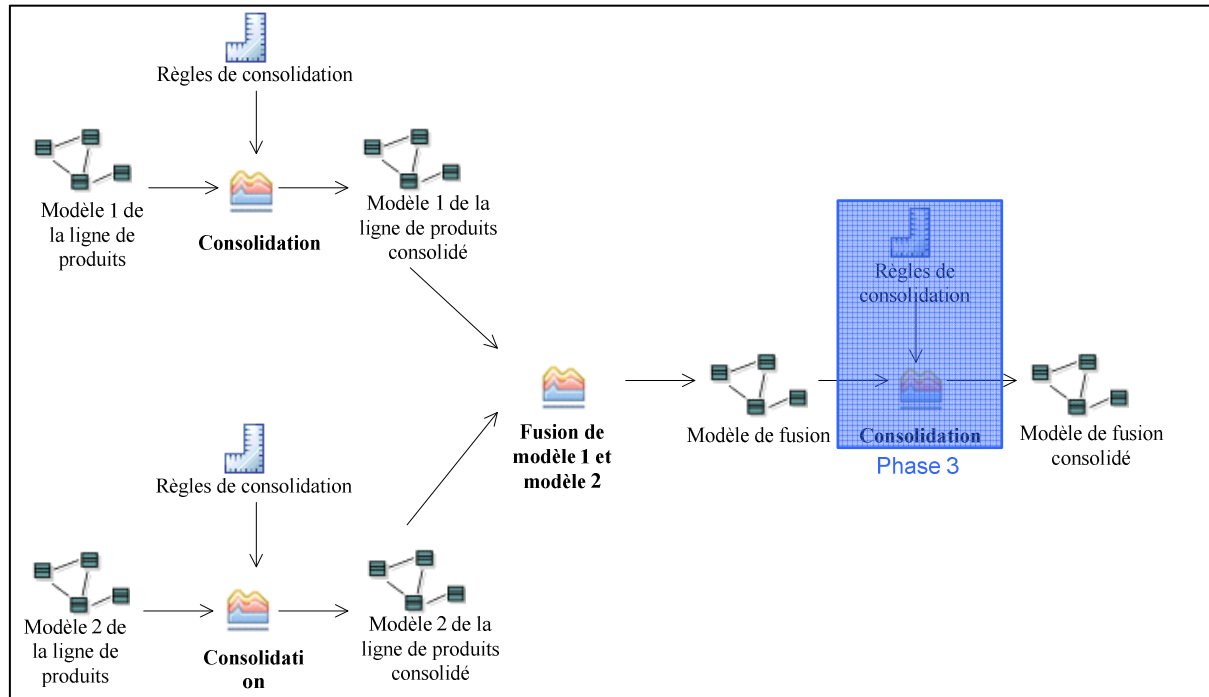 Règles de consolidation
Modèle 1 de
la ligne de
produits
Consolidation
Modèle 1 de la
ligne de produits
consolidé
Règles de
consolidation
Fusion de
modèle 1 et
modèle 2
Modèle de fusion
Consolidation
Phase 3
Modèle de fusion
consolidé
Règles de consolidation
Modèle 2 de
la ligne de
produits
Consolidati
on
Modèle 2 de la
ligne de produits
consolidé